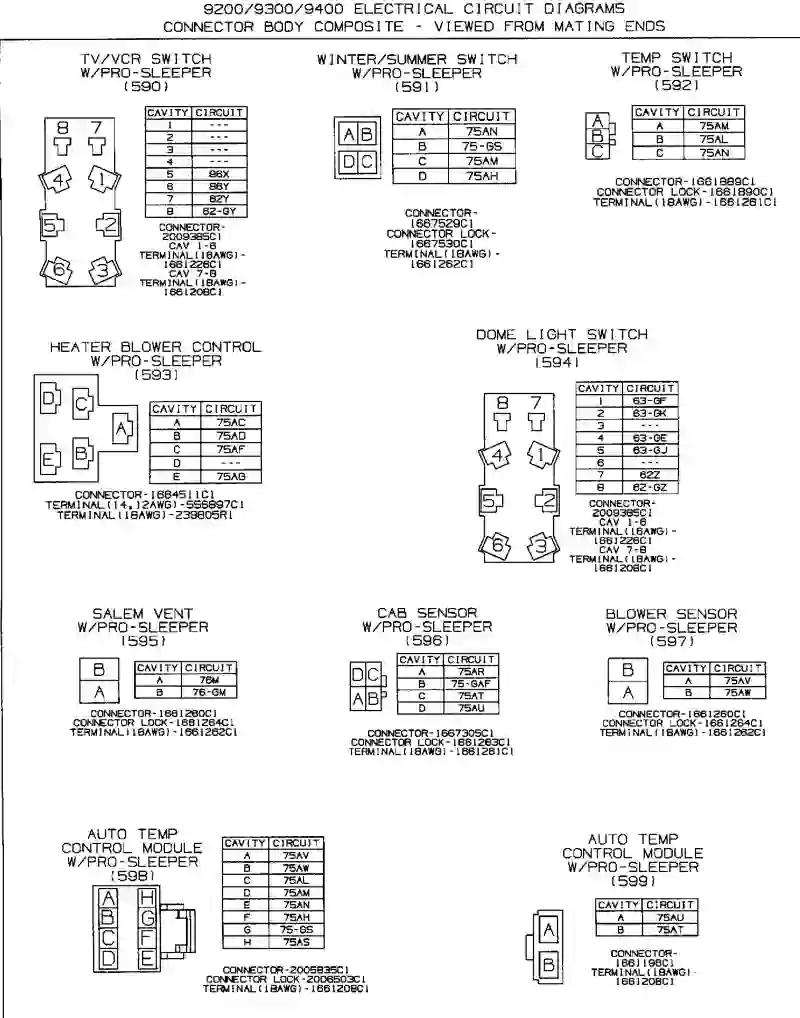 9200/9300/9400 ELECTRICAL CIRCUIT DIAGRAMS
CONNECTOR BODY COMPOSITE - VIEWED FROM MATING ENDS
TV/VCR SWITCH
W/PRO-SLEEPER
(590)
8 7
4 1
5 2
6 3
CAVITY CIRCUIT
1 ---
2 ---
3 ---
4 ---
5 86X
6 86Y
7 62Y
8 62-GY
CONNECTOR-
2009385C1
CAV 1-6
TERMINAL(18AWG)-
1661226C1
CAV 7-8
TERMINAL(18AWG)-
1661208C1
WINTER/SUMMER SWITCH
W/PRO-SLEEPER
(591)
A B
D C
CAVITY CIRCUIT
A 75AN
B 75-GS
C 75AM
D 75AH
CONNECTOR-
1667529C1
CONNECTOR LOCK-
1667530C1
TERMINAL(18AWG)-
1661262C1
TEMP SWITCH
W/PRO-SLEEPER
(592)
A
B
C
CAVITY CIRCUIT
A 75AM
B 75AL
C 75AN
CONNECTOR-1661889C1
CONNECTOR LOCK-1661890C1
TERMINAL(18AWG)-1661261C1
HEATER BLOWER CONTROL
W/PRO-SLEEPER
(593)
D C A
E B
CAVITY CIRCUIT
A 75AC
B 75AD
C 75AF
D ---
E 75AG
CONNECTOR-1664511C1
TERMINAL(14,12AWG)-556897C1
TERMINAL(18AWG)-239805R1
DOME LIGHT SWITCH
W/PRO-SLEEPER
(594)
8 7
4 1
5 2
6 3
CAVITY CIRCUIT
1 63-GF
2 63-GK
3 ---
4 63-GE
5 63-GJ
6 ---
7 62Z
8 62-GZ
CONNECTOR-
2009385C1
CAV 1-6
TERMINAL(18AWG)-
1661226C1
CAV 7-8
TERMINAL(18AWG)-
1661208C1
SALEM VENT
W/PRO-SLEEPER
(595)
B
A
CAVITY CIRCUIT
A 76M
B 76-GM
CONNECTOR-1661260C1
CONNECTOR LOCK-1661264C1
TERMINAL(18AWG)-1661262C1
CAB SENSOR
W/PRO-SLEEPER
(596)
D C
A B
CAVITY CIRCUIT
A 75AR
B 75-GAF
C 75AT
D 75AU
CONNECTOR-1667305C1
CONNECTOR LOCK-1661263C1
TERMINAL(18AWG)-1661261C1
BLOWER SENSOR
W/PRO-SLEEPER
(597)
B
A
CAVITY CIRCUIT
A 75AV
B 75AW
CONNECTOR-1661260C1
CONNECTOR LOCK-1661264C1
TERMINAL(18AWG)-1661262C1
AUTO TEMP
CONTROL MODULE
W/PRO-SLEEPER
(598)
A H
B G
C F
D E
CAVITY CIRCUIT
A 75AV
B 75AW
C 75AL
D 75AM
E 75AN
F 75AH
G 75-GS
H 75AS
CONNECTOR-2005835C1
CONNECTOR LOCK-2006503C1
TERMINAL(18AWG)-1661208C1
AUTO TEMP
CONTROL MODULE
W/PRO-SLEEPER
(599)
A
B
CAVITY CIRCUIT
A 75AU
B 75AT
CONNECTOR-
1661196C1
TERMINAL(18AWG)-
1661208C1